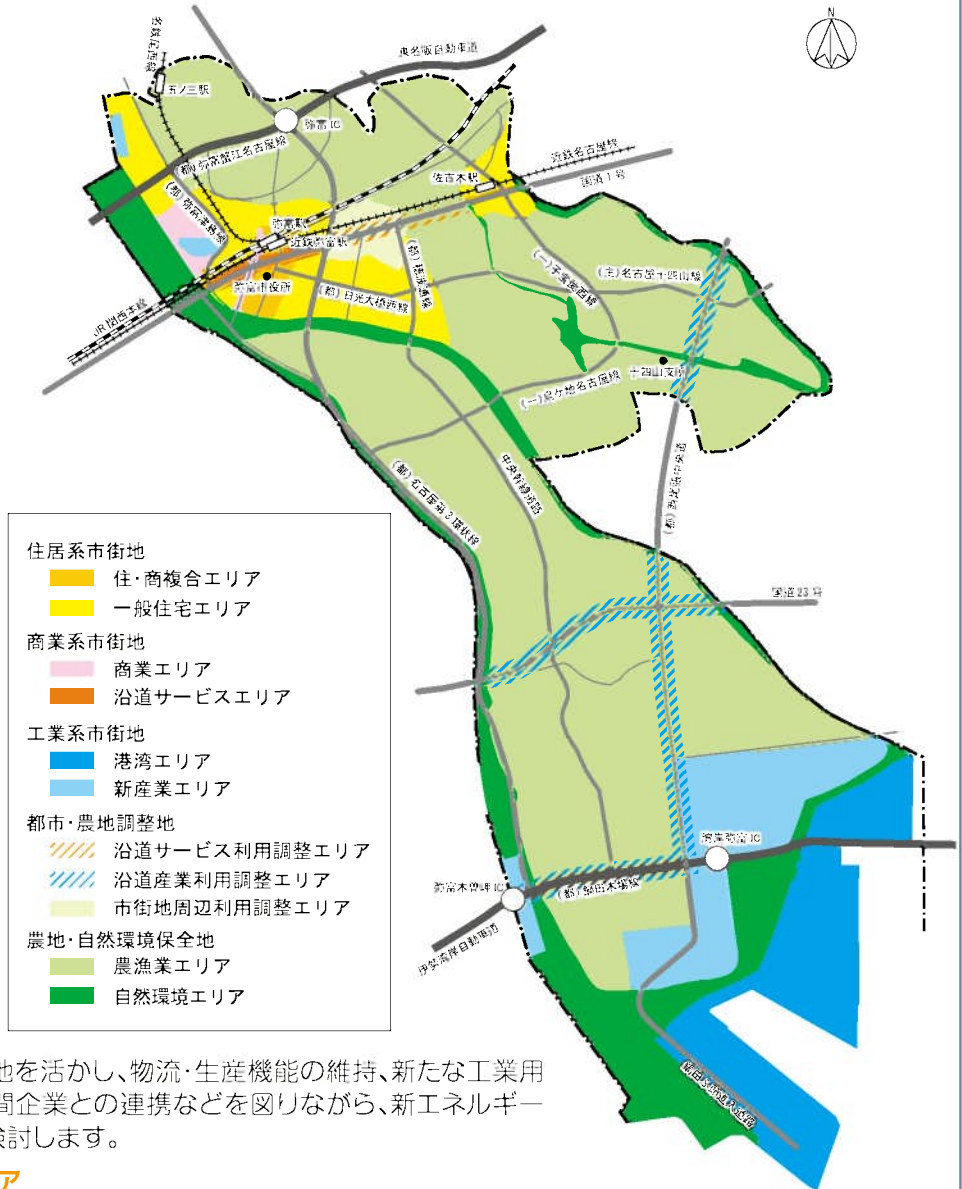 N
名鉄尾西線
五ノ三駅
東名阪自動車道
弥富IC
(都)弥富蟹江名古屋線
近鉄名古屋線
佐古木駅
国道1号
(都)弥富津島線
弥富駅
近鉄弥富駅
(都)穂波通線
(一)子宝愛西線
(主)名古屋十四山線
弥富市役所
(都)日光大橋西線
JR関西本線
十四山支所
(一)鳥ケ地名古屋線
(都)名古屋第3環状線
中央幹線道路
(都)西尾張中央道
国道23号
住居系市街地
住・商複合エリア
一般住宅エリア
商業系市街地
商業エリア
沿道サービスエリア
工業系市街地
港湾エリア
新産業エリア
都市・農地調整地
沿道サービス利用調整エリア
沿道産業利用調整エリア
市街地周辺利用調整エリア
農地・自然環境保全地
農漁業エリア
自然環境エリア
湾岸弥富IC
弥富木曽岬IC
(都)鍋田木場線
伊勢湾岸自動車道
地を活かし、物流・生産機能の維持、新たな工業用
間企業との連携などを図りながら、新エネルギー
検討します。
ア